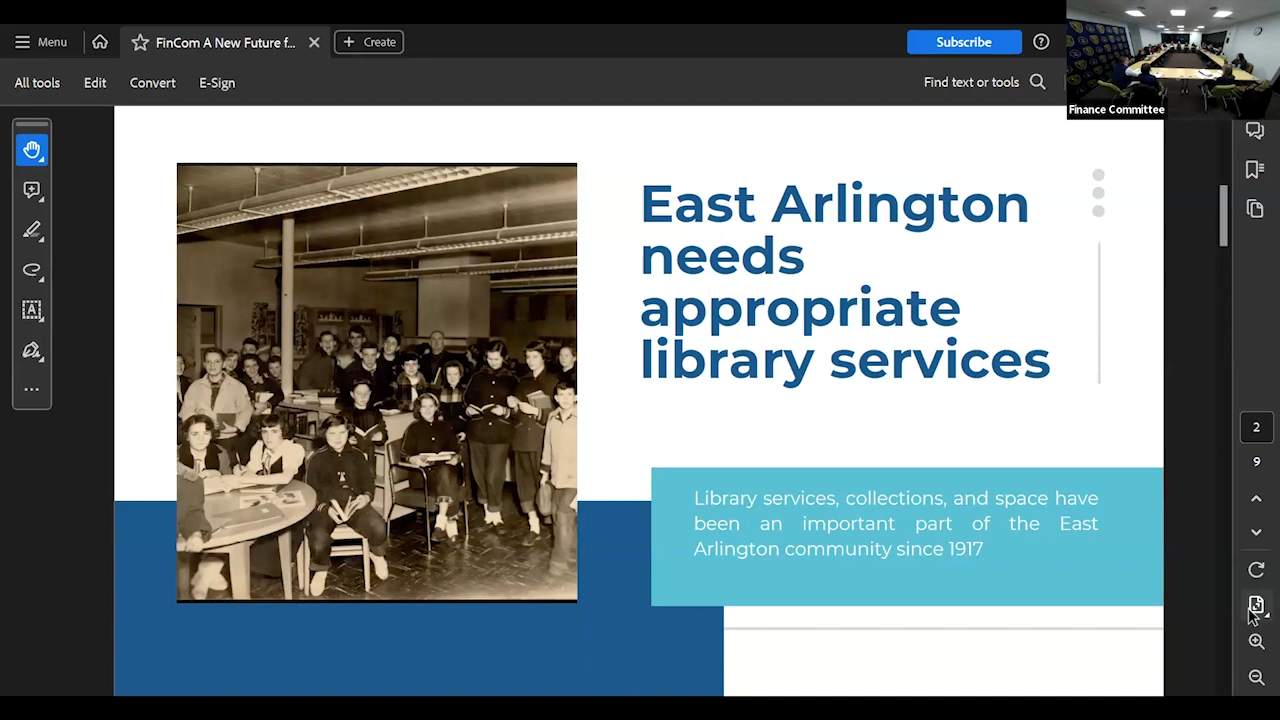 Menu
FinCom A New Future f...
Create
Subscribe
All tools
Edit
Convert
E-Sign
Find text or tools
Finance Committee
East Arlington
needs
appropriate
library services
Library services, collections, and space have
been an important part of the East
Arlington community since 1917
2
9